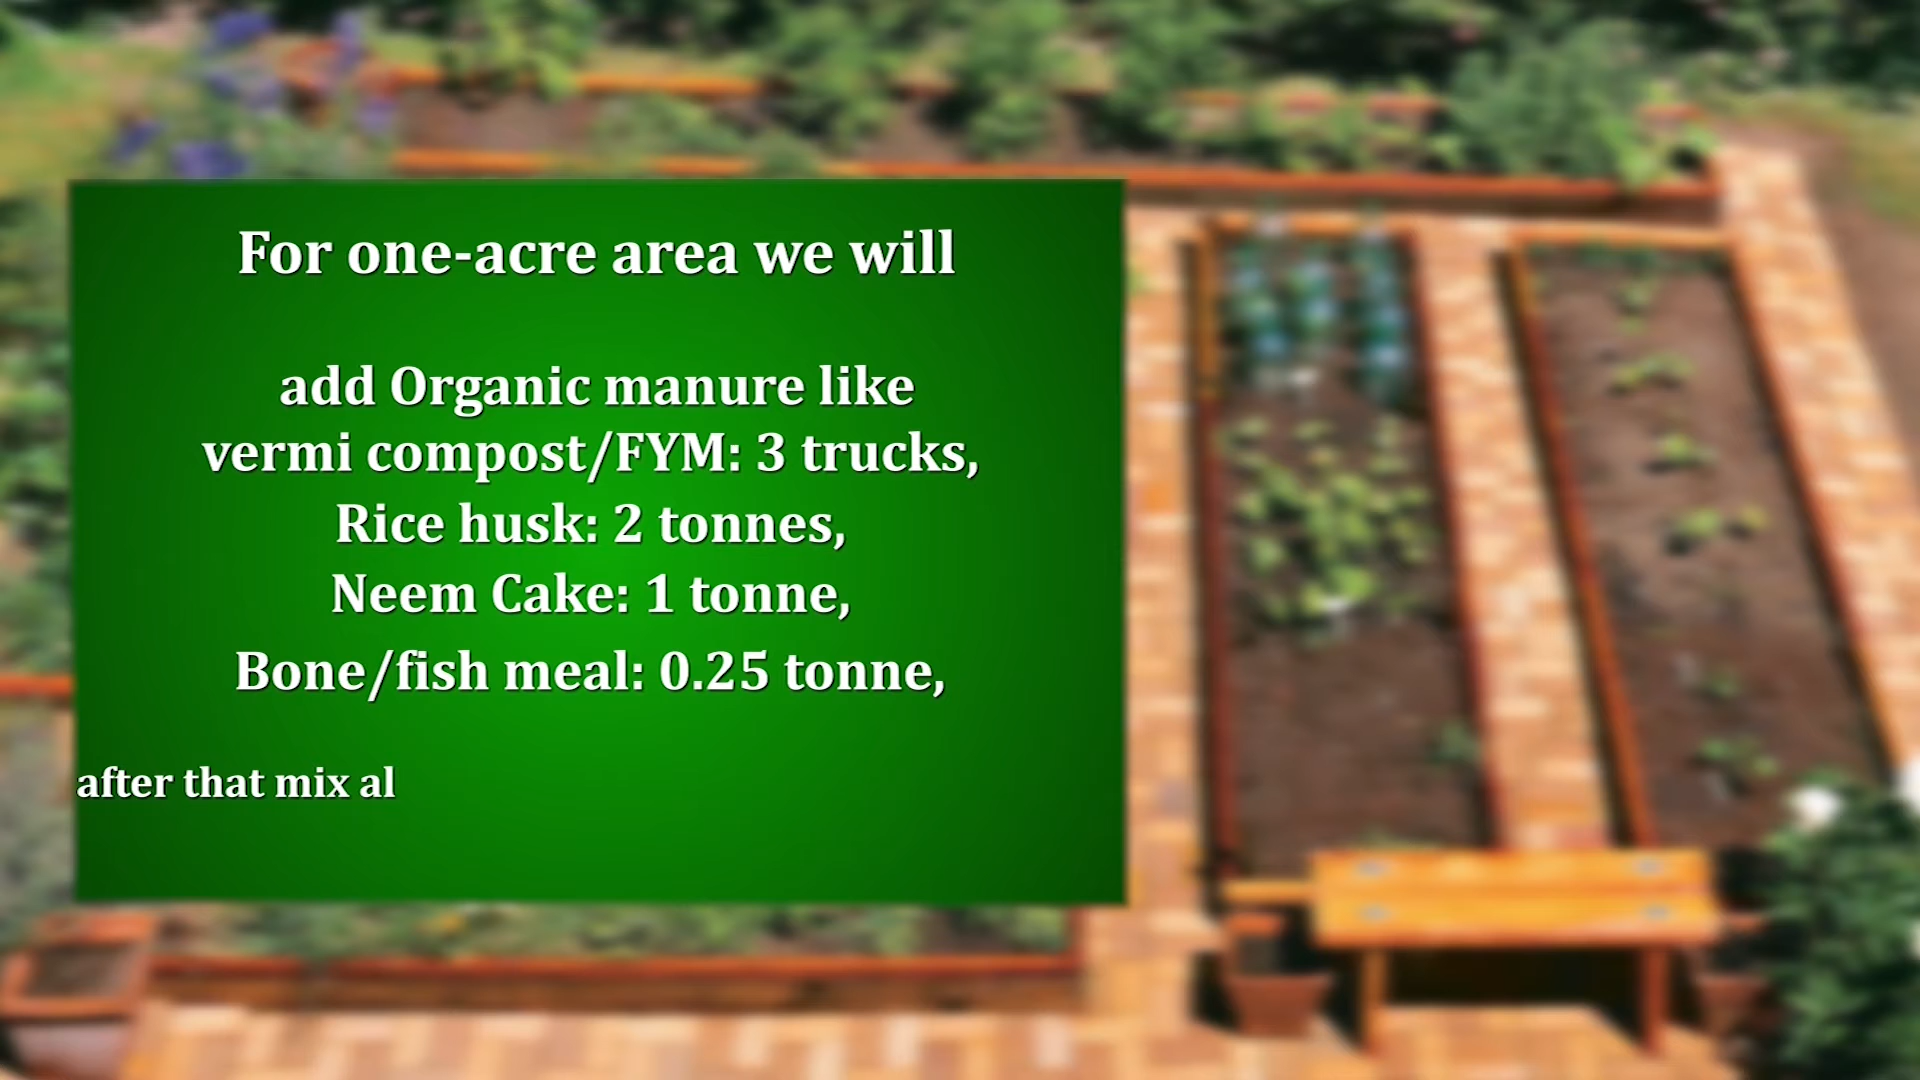 For one-acre area we will
add Organic manure like
vermi compost/FYM: 3 trucks,
Rice husk: 2 tonnes,
Neem Cake: 1 tonne,
Bone/fish meal: 0.25 tonne,
after that mix al